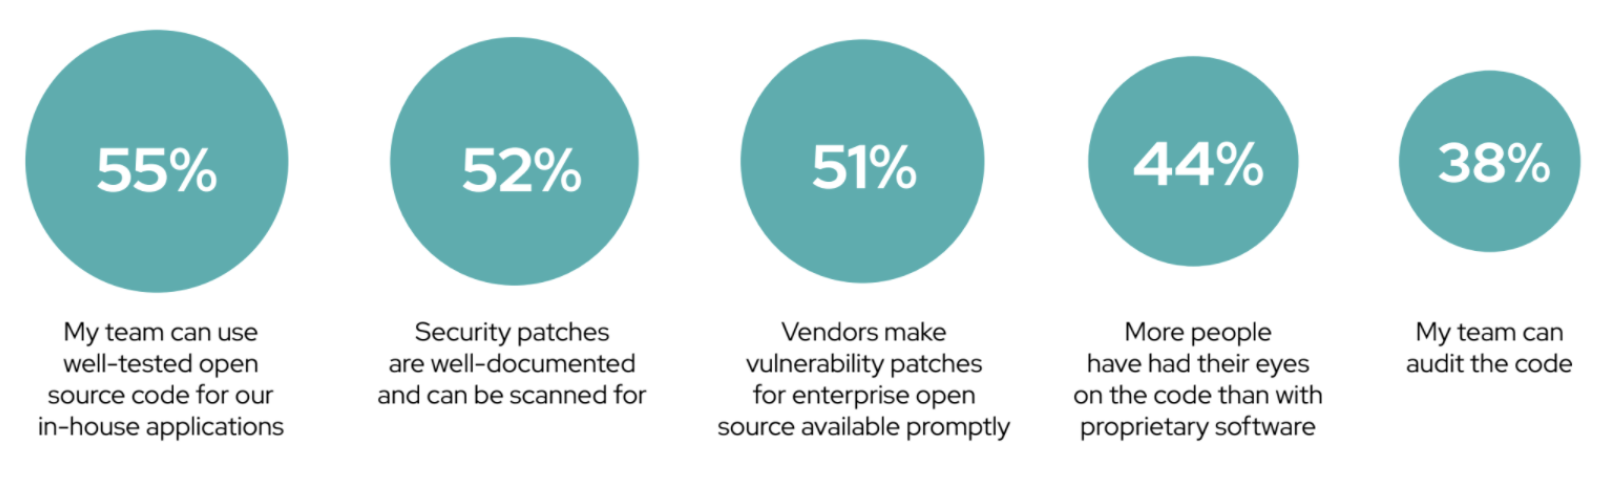 55%
My team can use
well-tested open
source code for our
in-house applications
52%
Security patches
are well-documented
and can be scanned for
51%
Vendors make
vulnerability patches
for enterprise open
source available promptly
44%
More people
have had their eyes
on the code than with
proprietary software
38%
My team can
audit the code